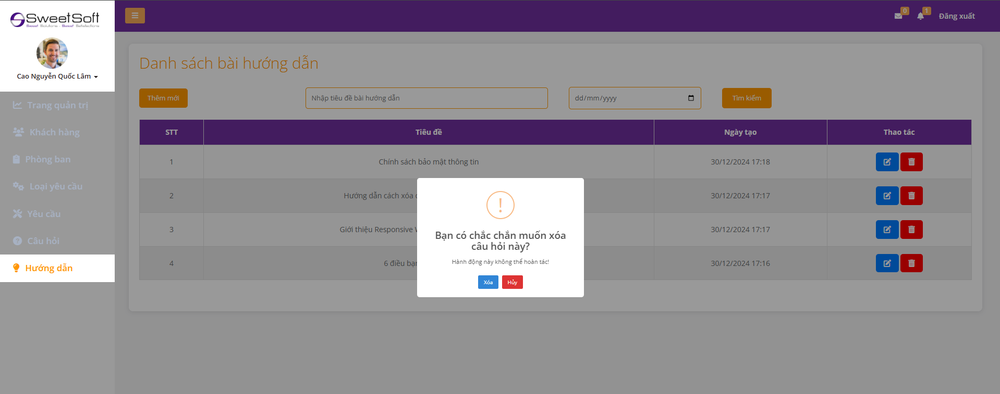 SweetSoft
Sweet Solutions - Sweet Satisfactions
0
1
Đăng xuất
Cao Nguyễn Quốc Lâm
Trang quản trị
Khách hàng
Phòng ban
Loại yêu cầu
Yêu cầu
Câu hỏi
Hướng dẫn
Danh sách bài hướng dẫn
Thêm mới
Nhập tiêu đề bài hướng dẫn
dd/mm/yyyy
Tìm kiếm
STT Tiêu đề Ngày tạo Thao tác
1 Chính sách bảo mật thông tin 30/12/2024 17:18
2 Hướng dẫn cách xóa 30/12/2024 17:17
3 Giới thiệu Responsive 30/12/2024 17:17
4 6 điều bạn 30/12/2024 17:16
!
Bạn có chắc chắn muốn xóa
câu hỏi này?
Hành động này không thể hoàn tác!
Xóa Hủy